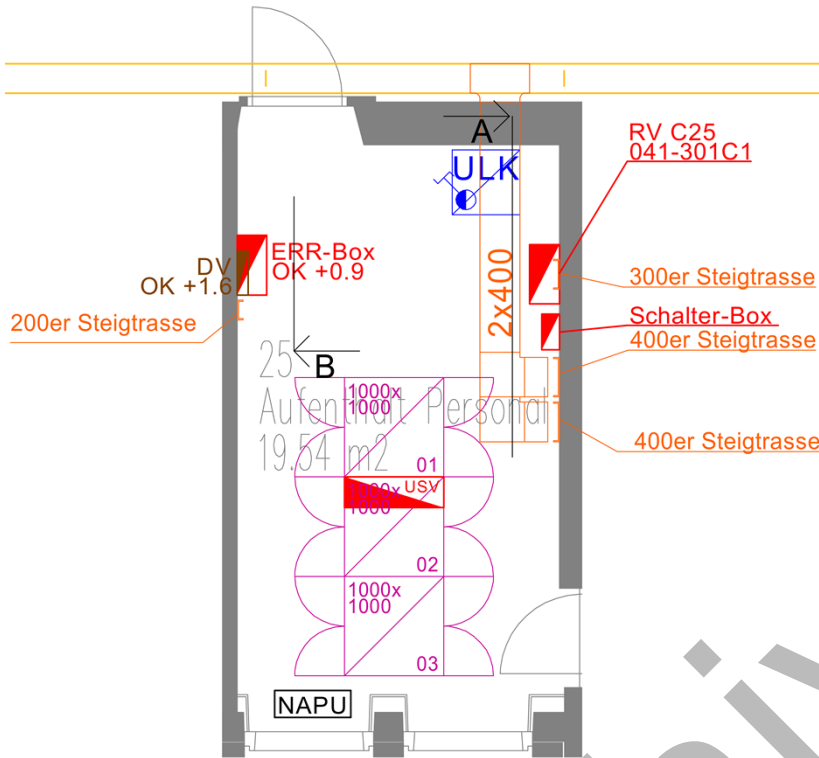 A
RV C25
041-301C1
ULK
ERR-Box
OK +0.9
DV
OK +1.6
2x400
300er Steigtrasse
200er Steigtrasse
Schalter-Box
400er Steigtrasse
25
B
Aufenthalt Personal
19.54 m2
1000x
1000
01
400er Steigtrasse
USV
1000x
1000
02
1000x
1000
03
NAPU